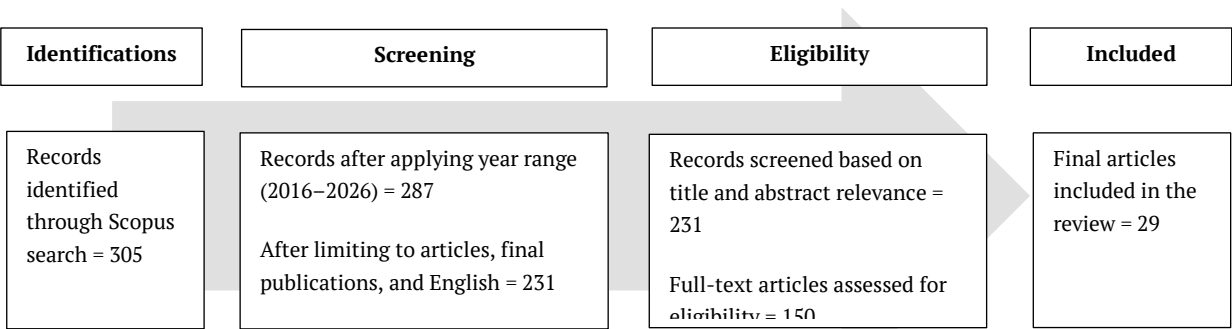 Identifications
Screening
Eligibility
Included
Records
identified
through Scopus
search = 305
Records after applying year range
(2016–2026) = 287
After limiting to articles, final
publications, and English = 231
Records screened based on
title and abstract relevance =
231
Full-text articles assessed for
eligibility = 150
Final articles
included in the
review = 29